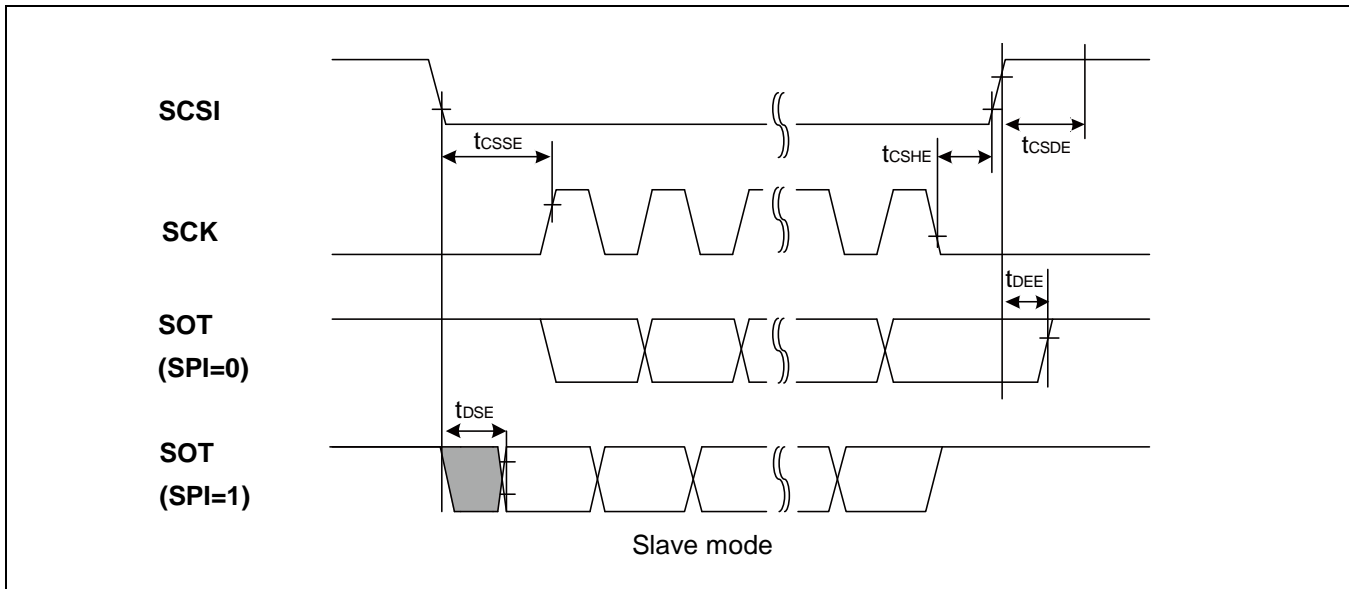 SCSI
tCSSE
tCSHE
tCSDE
SCK
tDEE
SOT
(SPI=0)
tDSE
SOT
(SPI=1)
Slave mode